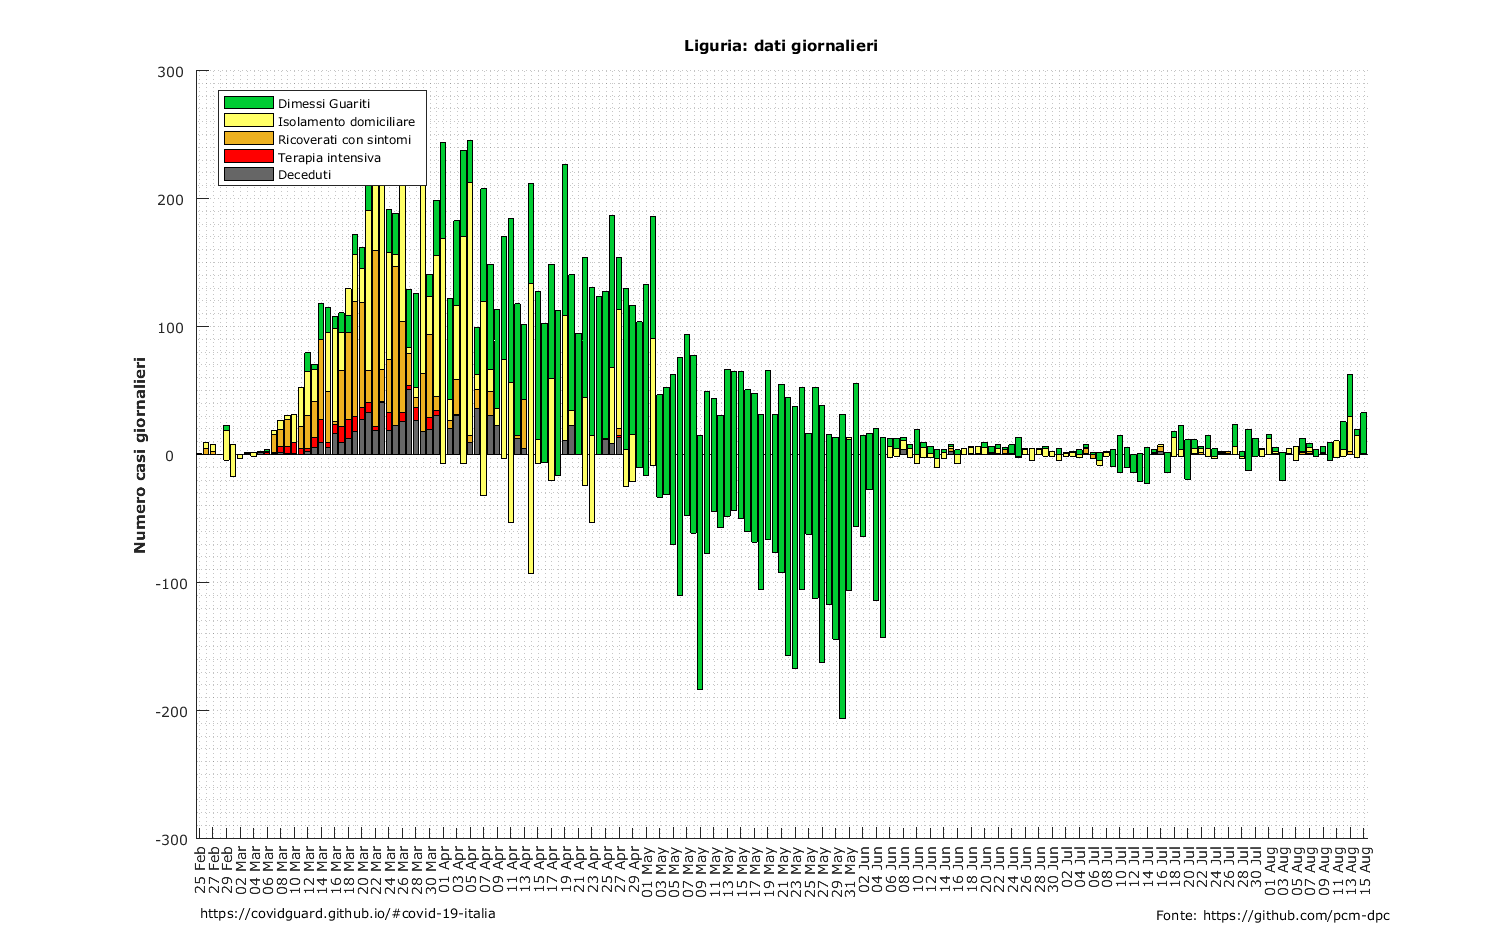 Liguria: dati giornalieri
300
200
100
0
-100
-200
-300
Numero casi giornalieri
Dimessi Guariti
Isolamento domiciliare
Ricoverati con sintomi
Terapia intensiva
Deceduti
25 Feb
27 Feb
29 Feb
02 Mar
04 Mar
06 Mar
08 Mar
10 Mar
12 Mar
14 Mar
16 Mar
18 Mar
20 Mar
22 Mar
24 Mar
26 Mar
28 Mar
30 Mar
01 Apr
03 Apr
05 Apr
07 Apr
09 Apr
11 Apr
13 Apr
15 Apr
17 Apr
19 Apr
21 Apr
23 Apr
25 Apr
27 Apr
29 Apr
01 May
03 May
05 May
07 May
09 May
11 May
13 May
15 May
17 May
19 May
21 May
23 May
25 May
27 May
29 May
31 May
02 Jun
04 Jun
06 Jun
08 Jun
10 Jun
12 Jun
14 Jun
16 Jun
18 Jun
20 Jun
22 Jun
24 Jun
26 Jun
28 Jun
30 Jun
02 Jul
04 Jul
06 Jul
08 Jul
10 Jul
12 Jul
14 Jul
16 Jul
18 Jul
20 Jul
22 Jul
24 Jul
26 Jul
28 Jul
30 Jul
01 Aug
03 Aug
05 Aug
07 Aug
09 Aug
11 Aug
13 Aug
15 Aug
https://covidguard.github.io/#covid-19-italia
Fonte: https://github.com/pcm-dpc